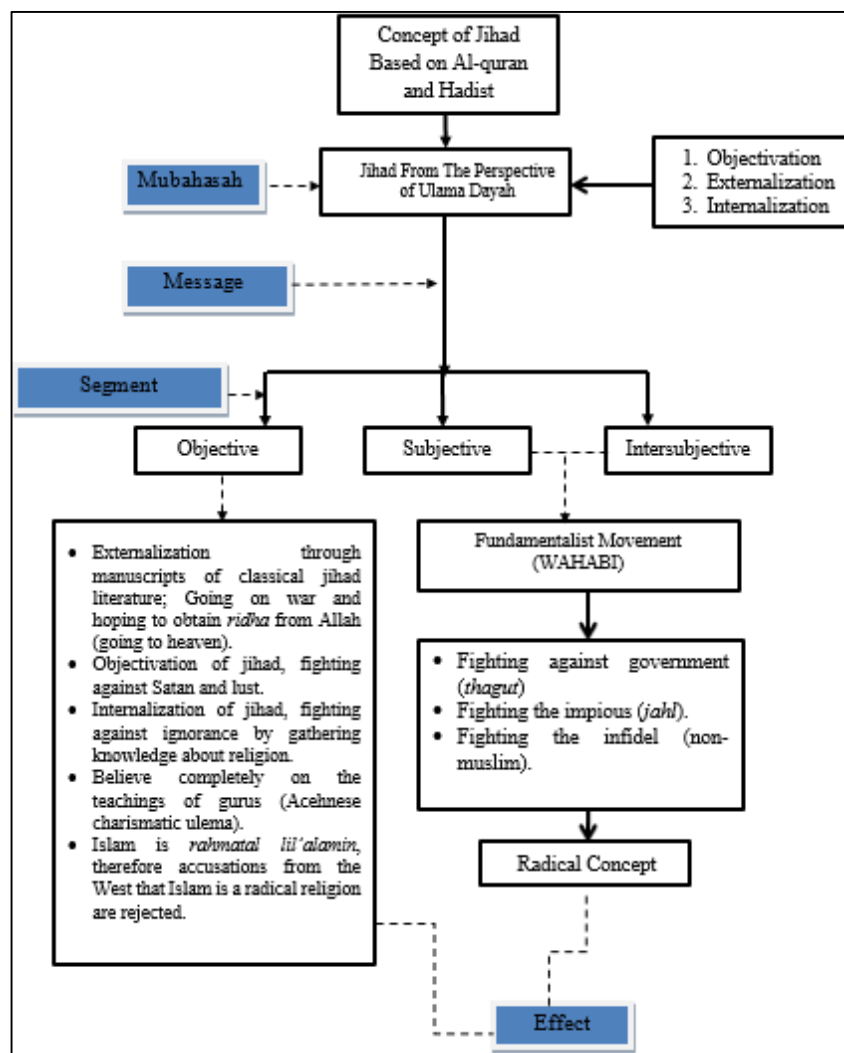 Concept of Jihad
Based on Al-quran
and Hadist
Mubahasah
Jihad From The Perspective
of Ulama Dayah
1. Objectivation
2. Externalization
3. Internalization
Message
Segment
Objective
Subjective
Intersubjective
• Externalization through
manuscripts of classical jihad
literature; Going on war and
hoping to obtain ridha from Allah
(going to heaven).
• Objectivation of jihad, fighting
against Satan and lust.
• Internalization of jihad, fighting
against ignorance by gathering
knowledge about religion.
• Believe completely on the
teachings of gurus (Acehnese
charismatic ulema).
• Islam is rahmatal lil´alamin,
therefore accusations from the
West that Islam is a radical religion
are rejected.
Fundamentalist Movement
(WAHABI)
• Fighting against government
(thagut)
• Fighting the impious (jahl).
• Fighting the infidel (non-
muslim).
Radical Concept
Effect